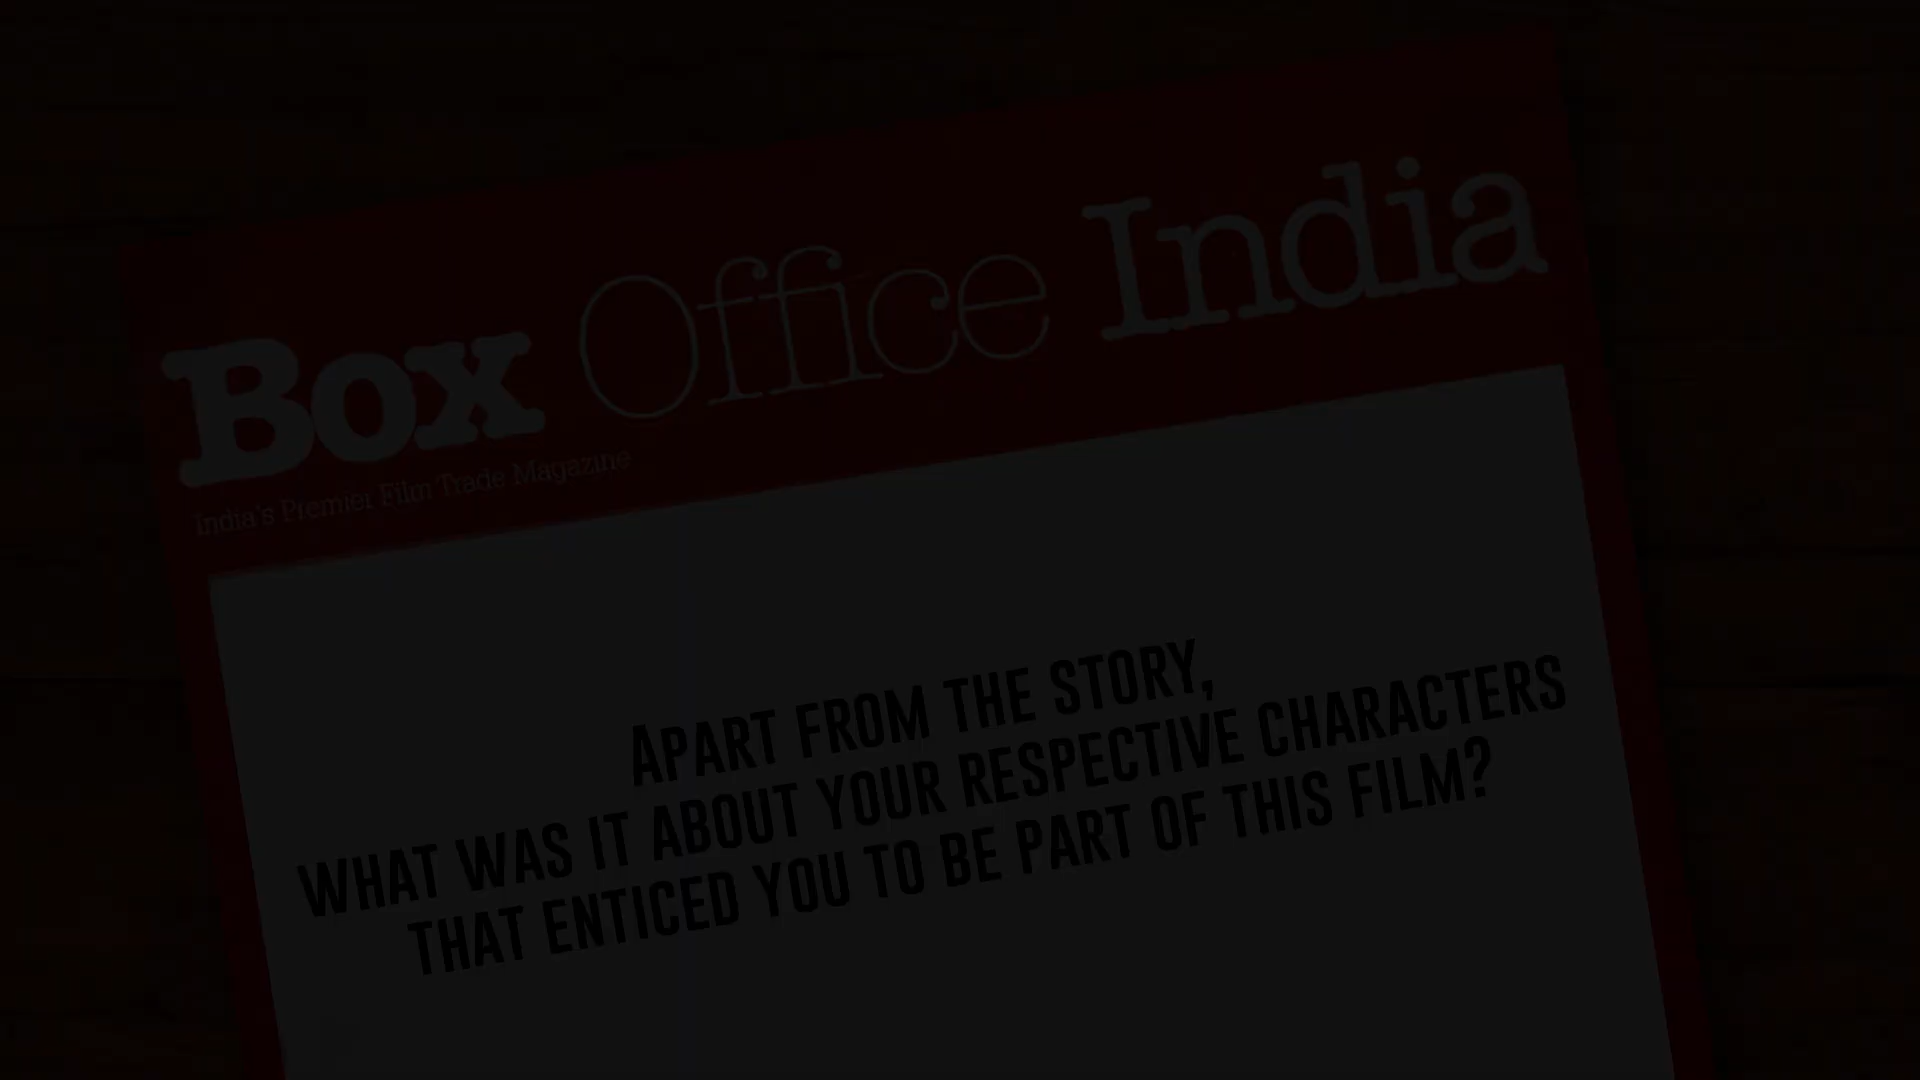 Box Office India
India's Premier Film Trade Magazine
APART FROM THE STORY,
WHAT WAS IT ABOUT YOUR RESPECTIVE CHARACTERS
THAT ENTICED YOU TO BE PART OF THIS FILM?